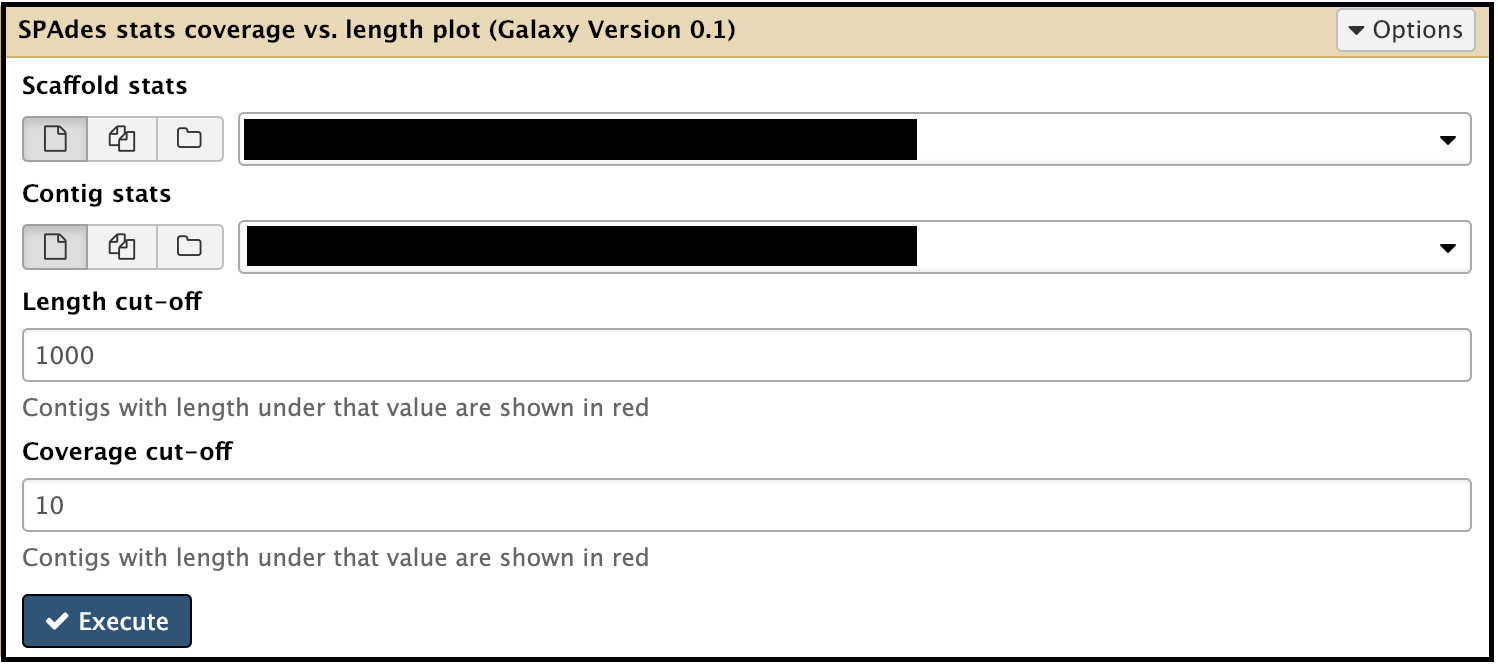 SPAdes stats coverage vs. length plot (Galaxy Version 0.1)
Options
Scaffold stats
Contig stats
Length cut-off
1000
Contigs with length under that value are shown in red
Coverage cut-off
10
Contigs with length under that value are shown in red
Execute